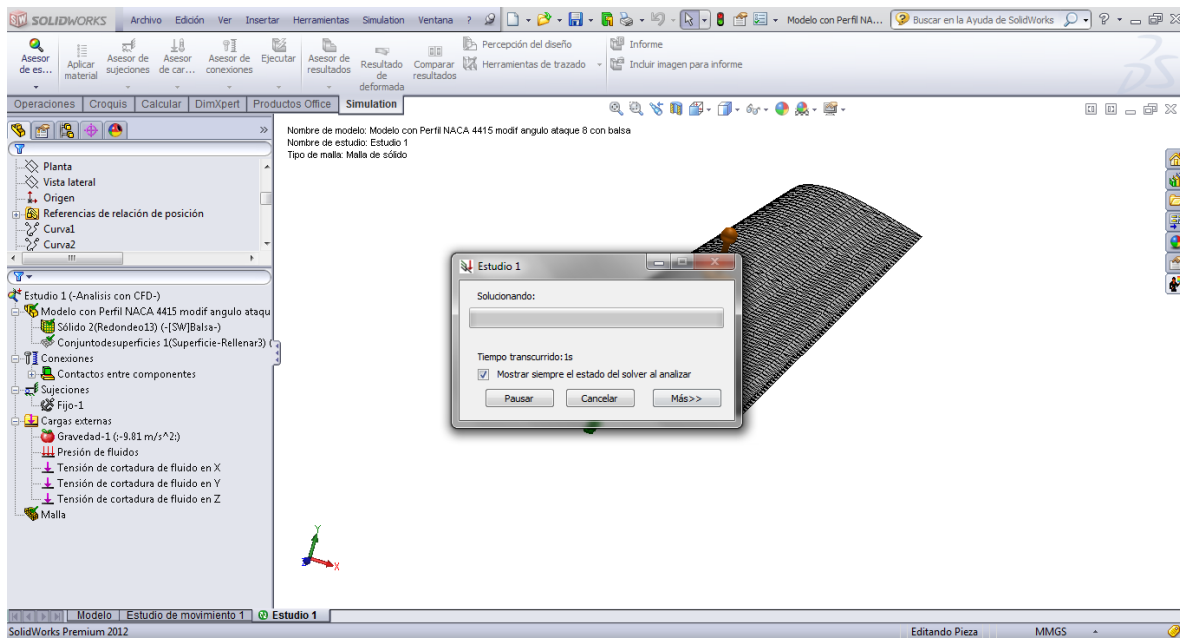 SOLIDWORKS Archivo Edición Ver Insertar Herramientas Simulation Ventana ? Modelo con Perfil NA... Buscar en la Ayuda de SolidWorks ?
Asesor de es...
Aplicar material
Asesor de sujeciones
Asesor de car...
Asesor de conexiones
Ejecutar
Asesor de resultados
Resultado de deformada
Comparar resultados
Percepción del diseño
Herramientas de trazado
Informe
Incluir imagen para informe
Operaciones Croquis Calcular DimXpert Productos Office Simulation
Nombre de modelo: Modelo con Perfil NACA 4415 modif angulo ataque 8 con balsa
Nombre de estudio: Estudio 1
Tipo de malla: Malla de sólido
Planta
Vista lateral
Origen
Referencias de relación de posición
Curva1
Curva2
Estudio 1 (-Analisis con CFD-)
Modelo con Perfil NACA 4415 modif angulo ataqu
Sólido 2(Redondeo13) (-[SW]Balsa-)
Conjuntodesuperficies 1(Superficie-Rellenar3) (
Conexiones
Contactos entre componentes
Sujeciones
Fijo-1
Cargas externas
Gravedad-1 (:-9.81 m/s^2:)
Presión de fluidos
Tensión de cortadura de fluido en X
Tensión de cortadura de fluido en Y
Tensión de cortadura de fluido en Z
Malla
Estudio 1
Solucionando:
Tiempo transcurrido:1s
Mostrar siempre el estado del solver al analizar
Pausar Cancelar Más>>
Y
X
Modelo Estudio de movimiento 1 Estudio 1
SolidWorks Premium 2012 Editando Pieza MMGS